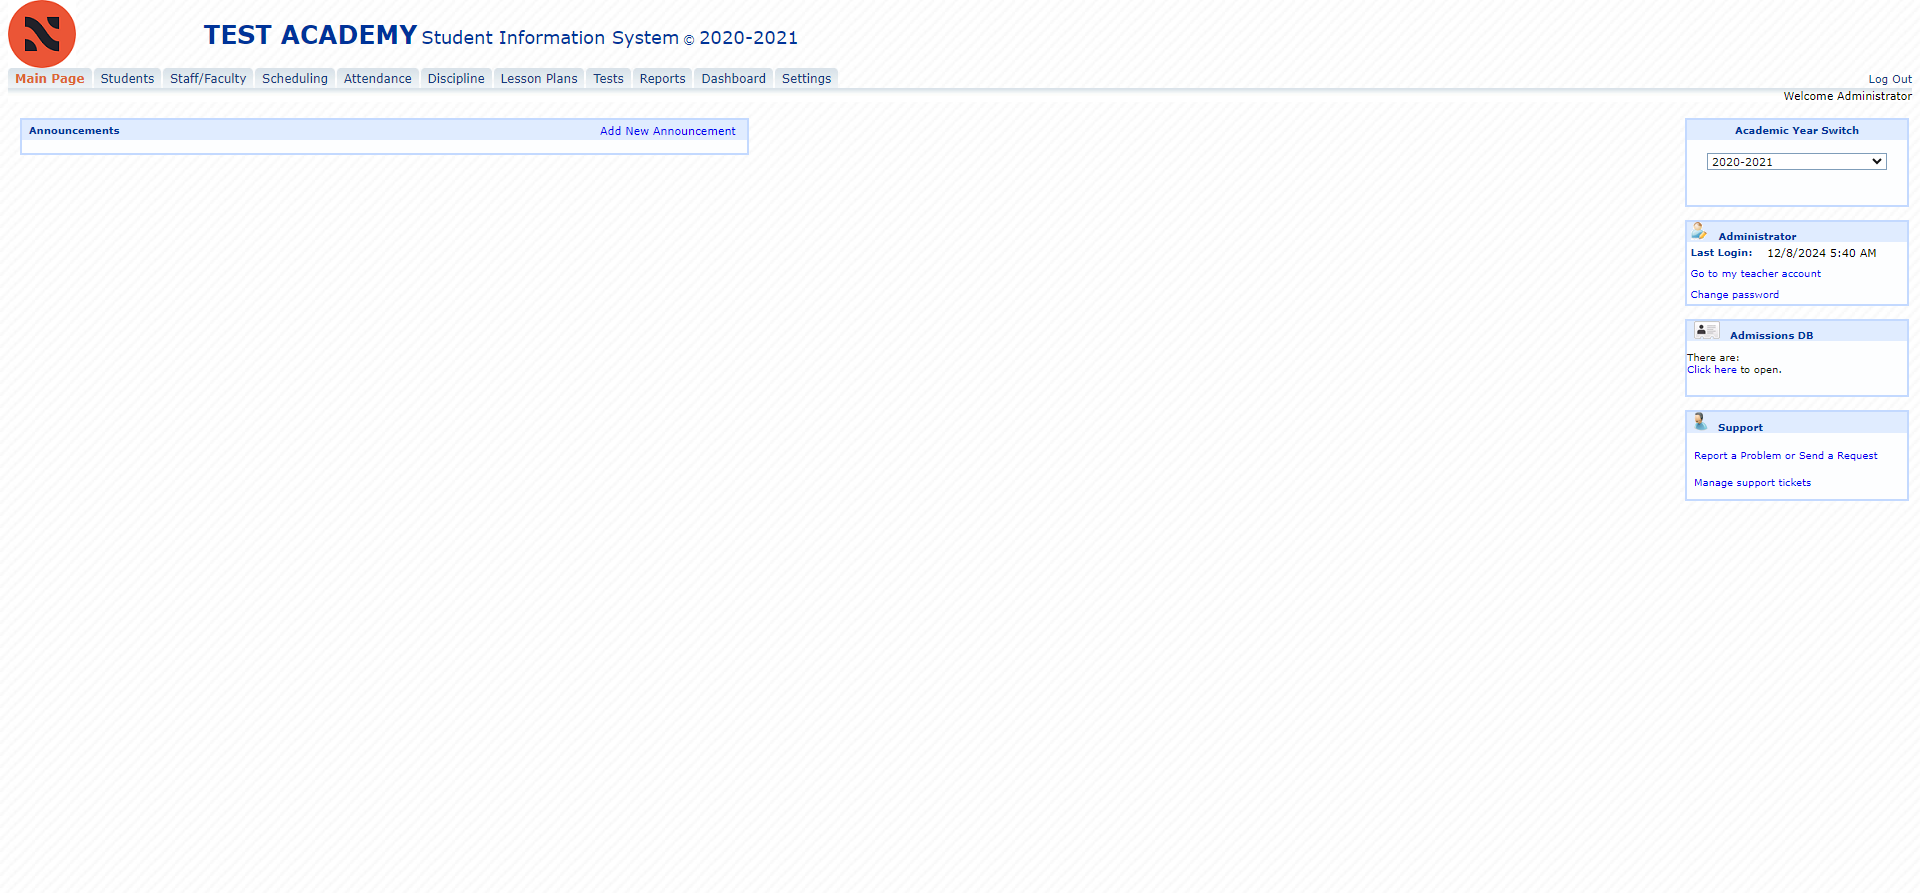 TEST ACADEMY Student Information System © 2020-2021
Main Page Students Staff/Faculty Scheduling Attendance Discipline Lesson Plans Tests Reports Dashboard Settings Log Out
Welcome Administrator
Announcements Add New Announcement
Academic Year Switch
2020-2021
Administrator
Last Login: 12/8/2024 5:40 AM
Go to my teacher account
Change password
Admissions DB
There are:
Click here to open.
Support
Report a Problem or Send a Request
Manage support tickets